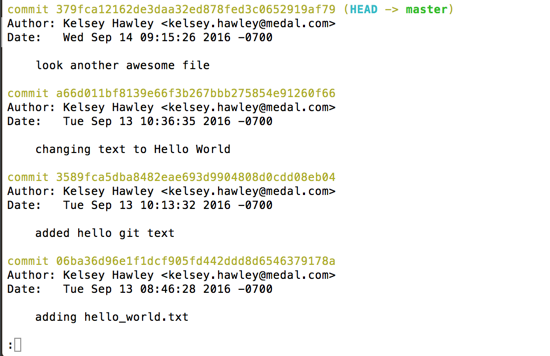 commit 379fca12162de3daa32ed878fed3c0652919af79 (HEAD -> master)
Author: Kelsey Hawley <kelsey.hawley@medal.com>
Date:   Wed Sep 14 09:15:26 2016 -0700
look another awesome file
commit a66d011bf8139e66f3b267bbb275854e91260f66
Author: Kelsey Hawley <kelsey.hawley@medal.com>
Date:   Tue Sep 13 10:36:35 2016 -0700
changing text to Hello World
commit 3589fca5dba8482eae693d9904808d0cdd08eb04
Author: Kelsey Hawley <kelsey.hawley@medal.com>
Date:   Tue Sep 13 10:13:32 2016 -0700
added hello git text
commit 06ba36d96e1f1dcf905fd442ddd8d6546379178a
Author: Kelsey Hawley <kelsey.hawley@medal.com>
Date:   Tue Sep 13 08:46:28 2016 -0700
adding hello_world.txt
: